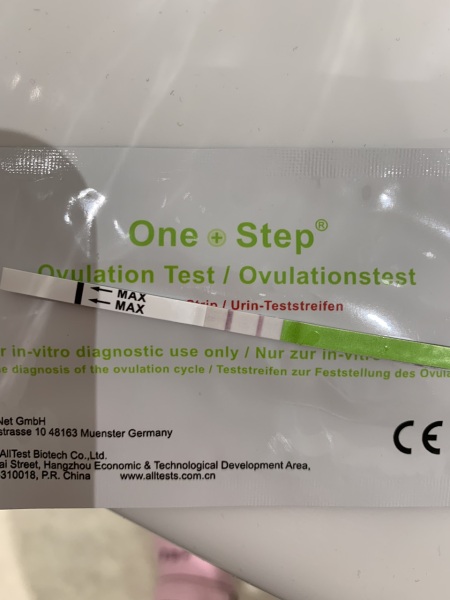 One + Step®
Ovulation Test / Ovulationstest
MAX
MAX
Strip / Urin-Teststreifen
r in-vitro diagnostic use only / Nur zur in-vitro
e diagnosis of the ovulation cycle / Teststreifen zur Feststellung des Ovula
Net GmbH
strasse 10 48163 Muenster Germany
AllTest Biotech Co.,Ltd.
ai Street, Hangzhou Economic & Technological Development Area,
310018, P.R. China www.alltests.com.cn
CE